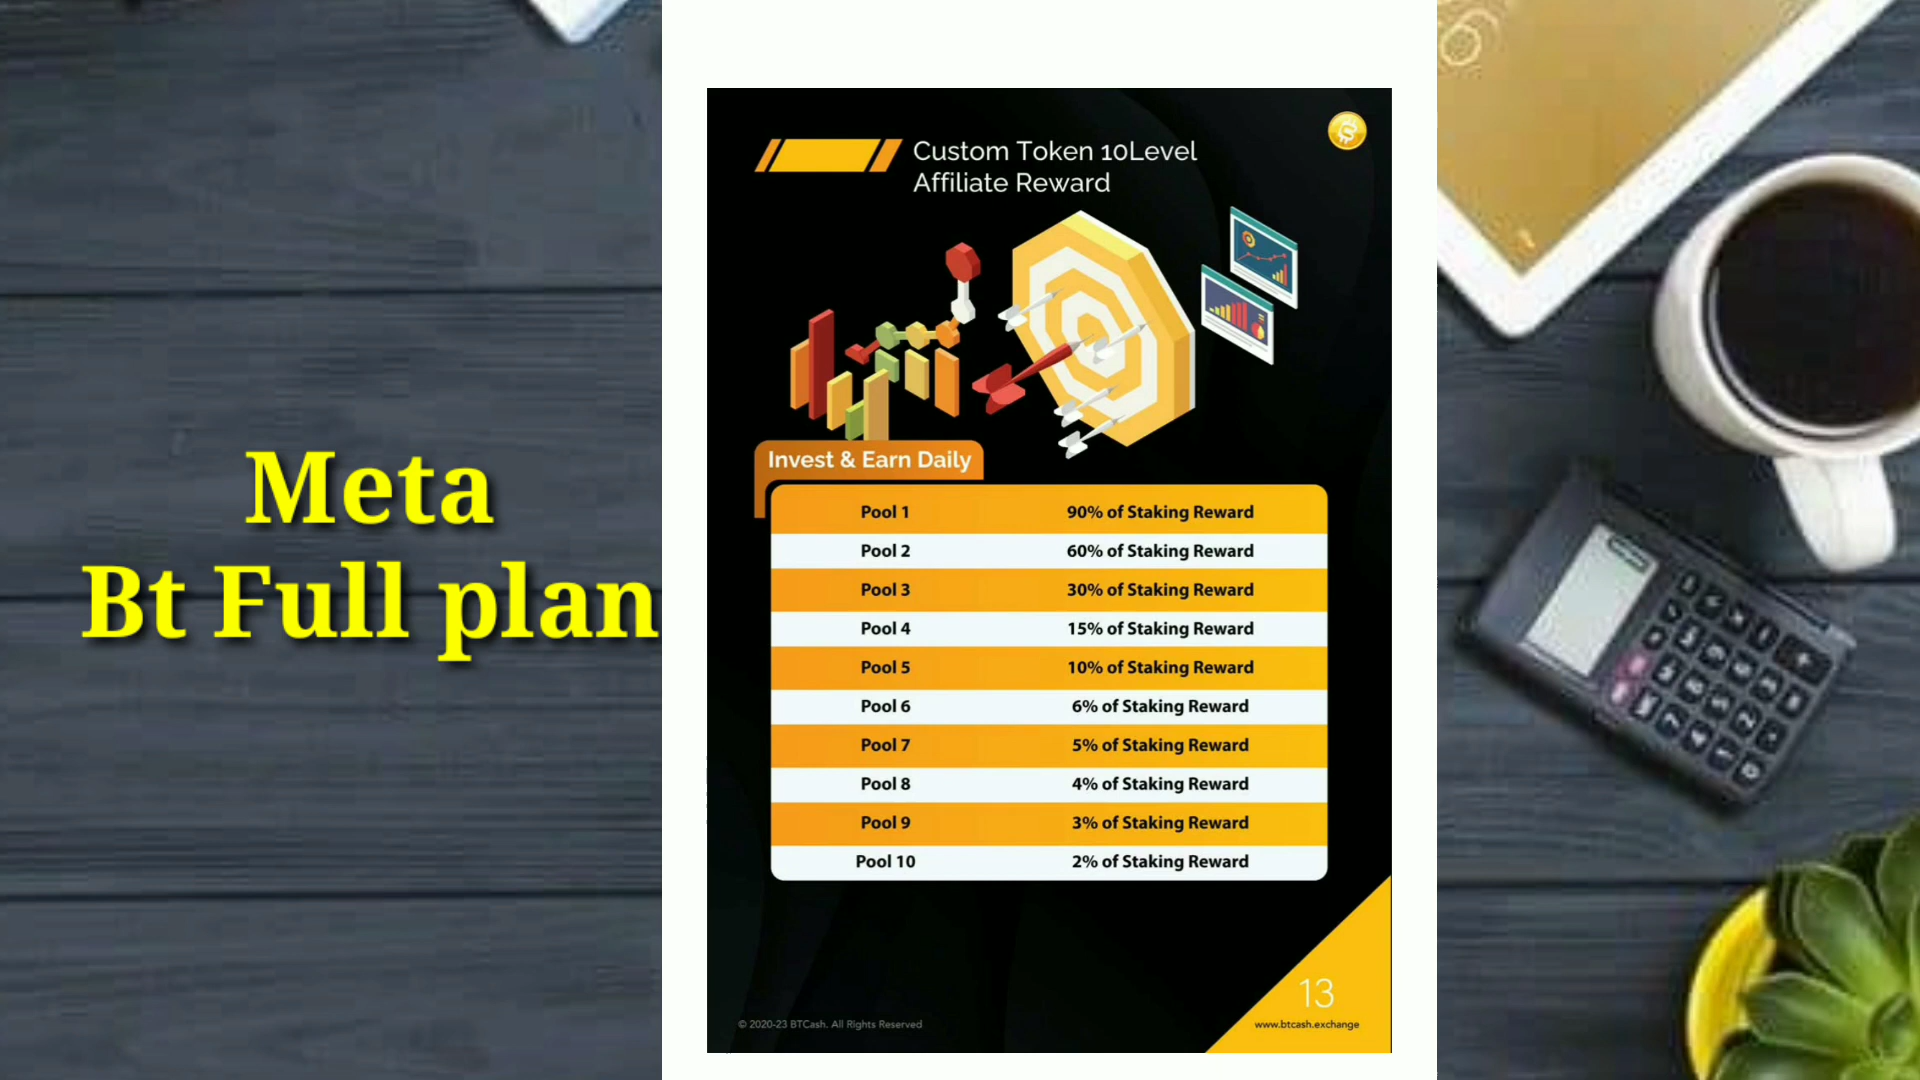 Meta
Bt Full plan
Custom Token 10Level
Affiliate Reward
Invest & Earn Daily
Pool 1 90% of Staking Reward
Pool 2 60% of Staking Reward
Pool 3 30% of Staking Reward
Pool 4 15% of Staking Reward
Pool 5 10% of Staking Reward
Pool 6 6% of Staking Reward
Pool 7 5% of Staking Reward
Pool 8 4% of Staking Reward
Pool 9 3% of Staking Reward
Pool 10 2% of Staking Reward
13
© 2020-23 BTCash. All Rights Reserved
www.btcash.exchange